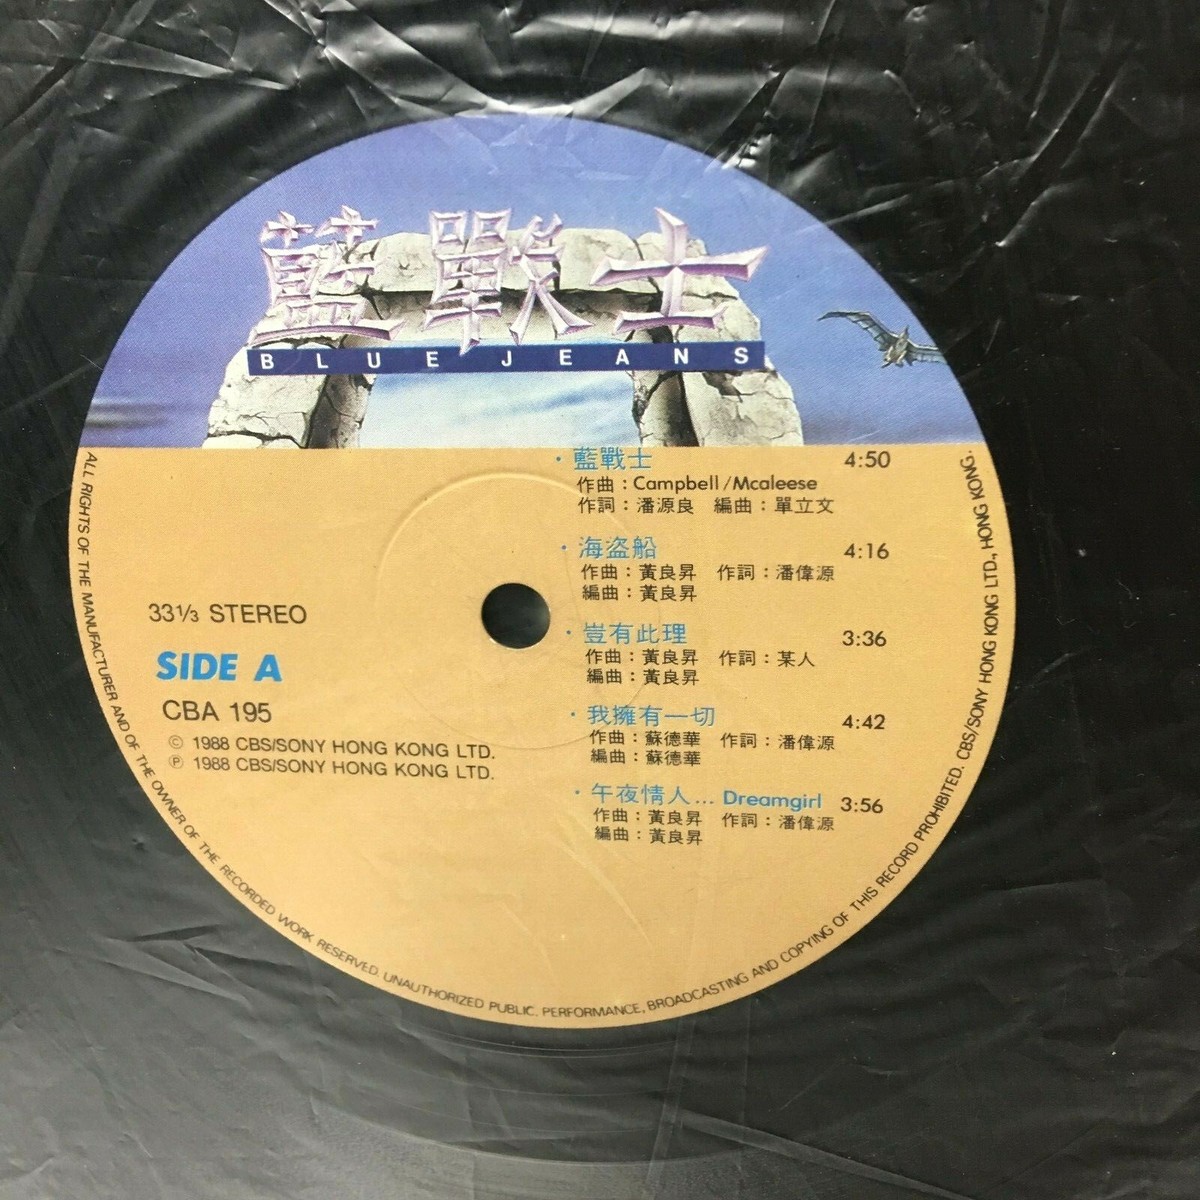 藍戰士
BLUE JEANS
· 藍戰士 4:50
作曲：Campbell/Mcaleese
作詞：潘源良 編曲：單立文
· 海盜船 4:16
作曲：黃良昇 作詞：潘偉源
編曲：黃良昇
· 豈有此理 3:36
作曲：黃良昇 作詞：某人
編曲：黃良昇
· 我擁有一切 4:42
作曲：蘇德華 作詞：潘偉源
編曲：蘇德華
· 午夜情人... Dreamgirl 3:56
作曲：黃良昇 作詞：潘偉源
編曲：黃良昇
33⅓ STEREO
SIDE A
CBA 195
© 1988 CBS/SONY HONG KONG LTD.
℗ 1988 CBS/SONY HONG KONG LTD.
ALL RIGHTS OF THE MANUFACTURER AND OF THE OWNER OF THE RECORDED WORK RESERVED. UNAUTHORIZED PUBLIC. PERFORMANCE, BROADCASTING AND COPYING OF THIS RECORD PROHIBITED. CBS/SONY HONG KONG LTD., HONG KONG.